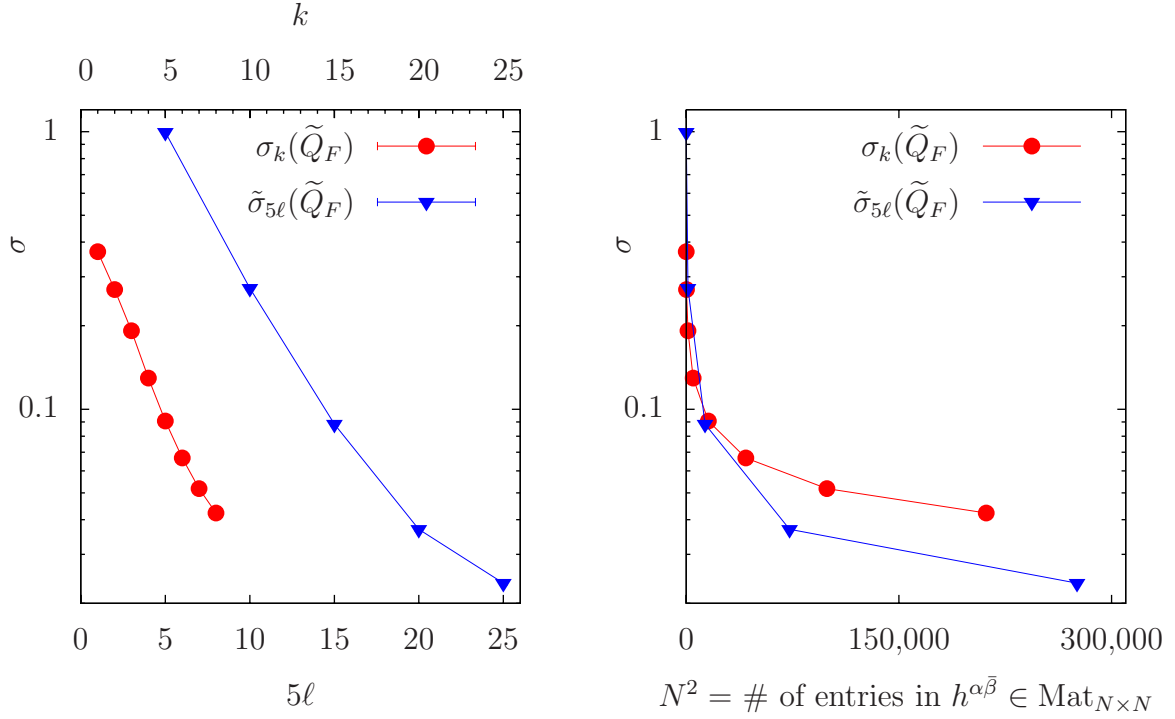 k
0 5 10 15 20 25
1
0.1
σ
σ_k(Q̃_F)
σ̃_{5ℓ}(Q̃_F)
0 5 10 15 20 25
5ℓ
1
0.1
σ
σ_k(Q̃_F)
σ̃_{5ℓ}(Q̃_F)
0 150,000 300,000
N² = # of entries in h^{αβ̄} ∈ Mat_{N×N}